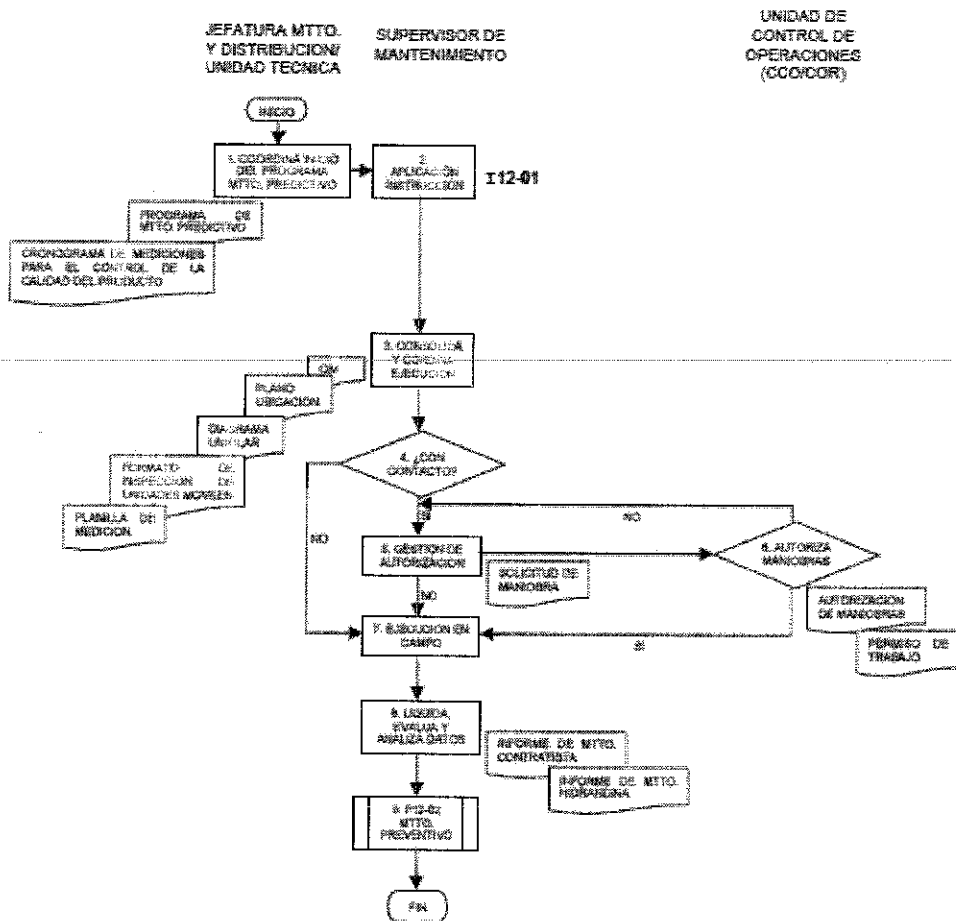 JEFATURA MTTO.
Y DISTRIBUCION/
UNIDAD TECNICA
SUPERVISOR DE
MANTENIMIENTO
UNIDAD DE
CONTROL DE
OPERACIONES
(CCO/COR)
INICIO
1. COORDINA INICIO
DEL PROGRAMA
MTTO. PREDICTIVO
2.
APLICACIÓN
INSTRUCCION
I12-01
PROGRAMA DE
MTTO. PREDICTIVO
CRONOGRAMA DE MEDICIONES
PARA EL CONTROL DE LA
CALIDAD DEL PRODUCTO
3. CONSOLIDA
Y ORDENA
EJECUCION
OM
PLANO
UBICACION
DIAGRAMA
UNIFILAR
FORMATO DE
INSPECCION DE
UNIDADES MOVILES
PLANILLA DE
MEDICION
4. ¿CON
CONTACTO?
SI
NO
NO
5. GESTIÓN DE
AUTORIZACION
SOLICITUD DE
MANIOBRA
6. AUTORIZA
MANIOBRAS
AUTORIZACION
DE MANIOBRAS
PERMISO DE
TRABAJO
NO
SI
7. EJECUCION EN
CAMPO
8. LIQUIDA,
EVALUA Y
ANALIZA DATOS
INFORME DE MTTO.
CONTRATISTA
INFORME DE MTTO.
HIDRANDINA
9. P12-02
MTTO.
PREVENTIVO
FIN